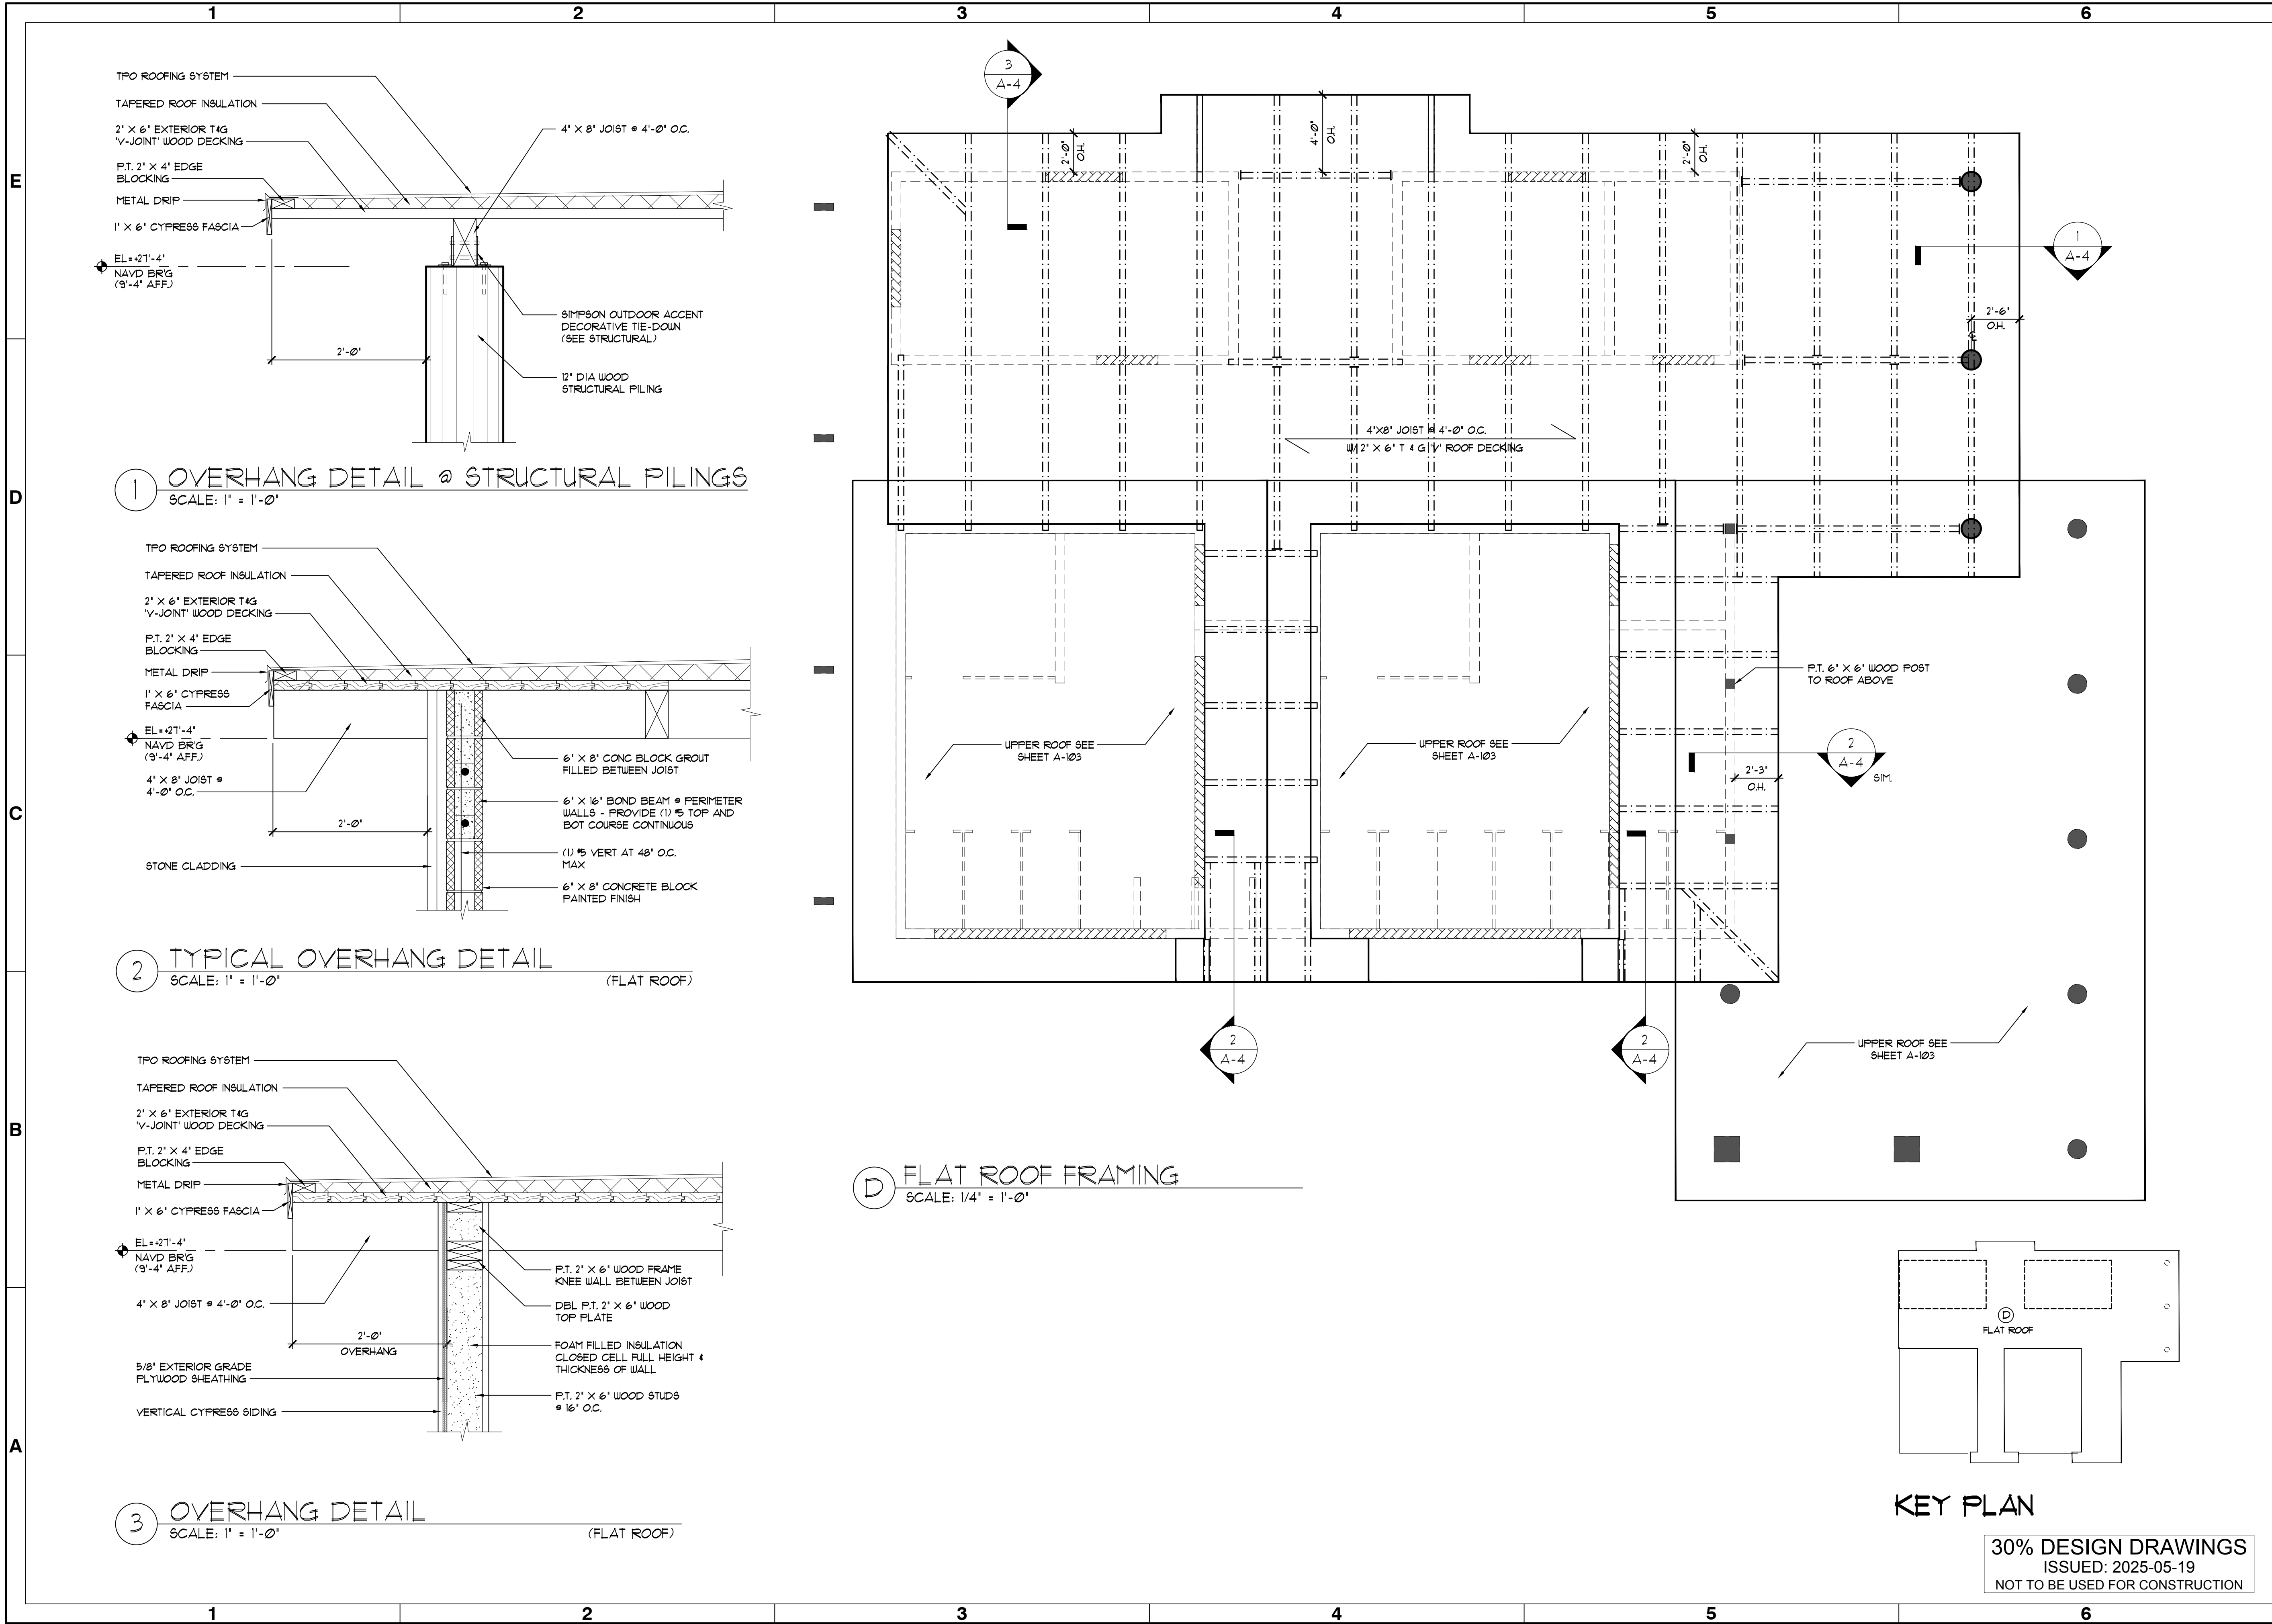 1 2 3 4 5 6
E
D
C
B
A
TPO ROOFING SYSTEM
TAPERED ROOF INSULATION
2" X 6" EXTERIOR T&G
'V-JOINT' WOOD DECKING
P.T. 2" X 4" EDGE
BLOCKING
METAL DRIP
1" X 6" CYPRESS FASCIA
EL=+27'-4"
NAVD BR'G
(9'-4" A.F.F.)
4" X 8" JOIST @ 4'-0" O.C.
SIMPSON OUTDOOR ACCENT
DECORATIVE TIE-DOWN
(SEE STRUCTURAL)
2'-0"
12" DIA WOOD
STRUCTURAL PILING
1
OVERHANG DETAIL @ STRUCTURAL PILINGS
SCALE: 1" = 1'-0"
TPO ROOFING SYSTEM
TAPERED ROOF INSULATION
2" X 6" EXTERIOR T&G
'V-JOINT' WOOD DECKING
P.T. 2" X 4" EDGE
BLOCKING
METAL DRIP
1" X 6" CYPRESS
FASCIA
EL=+27'-4"
NAVD BR'G
(9'-4" A.F.F.)
4" X 8" JOIST @
4'-0" O.C.
2'-0"
STONE CLADDING
6" X 8" CONC BLOCK GROUT
FILLED BETWEEN JOIST
6" X 16" BOND BEAM @ PERIMETER
WALLS - PROVIDE (1) #5 TOP AND
BOT COURSE CONTINUOUS
(1) #5 VERT AT 48" O.C.
MAX
6" X 8" CONCRETE BLOCK
PAINTED FINISH
2
TYPICAL OVERHANG DETAIL
SCALE: 1" = 1'-0"
(FLAT ROOF)
TPO ROOFING SYSTEM
TAPERED ROOF INSULATION
2" X 6" EXTERIOR T&G
'V-JOINT' WOOD DECKING
P.T. 2" X 4" EDGE
BLOCKING
METAL DRIP
1" X 6" CYPRESS FASCIA
EL=+27'-4"
NAVD BR'G
(9'-4" A.F.F.)
4" X 8" JOIST @ 4'-0" O.C.
2'-0"
OVERHANG
5/8" EXTERIOR GRADE
PLYWOOD SHEATHING
VERTICAL CYPRESS SIDING
P.T. 2" X 6" WOOD FRAME
KNEE WALL BETWEEN JOIST
DBL P.T. 2" X 6" WOOD
TOP PLATE
FOAM FILLED INSULATION
CLOSED CELL FULL HEIGHT &
THICKNESS OF WALL
P.T. 2" X 6" WOOD STUDS
@ 16" O.C.
3
OVERHANG DETAIL
SCALE: 1" = 1'-0"
(FLAT ROOF)
3
A-4
2'-0"
O.H.
4'-0"
O.H.
2'-0"
O.H.
1
A-4
2'-6"
O.H.
4"X8" JOIST @ 4'-0" O.C.
W/ 2" X 6" T & G 'V' ROOF DECKING
P.T. 6" X 6" WOOD POST
TO ROOF ABOVE
UPPER ROOF SEE
SHEET A-103
UPPER ROOF SEE
SHEET A-103
2
A-4
SIM.
2'-3"
O.H.
2
A-4
2
A-4
UPPER ROOF SEE
SHEET A-103
D
FLAT ROOF FRAMING
SCALE: 1/4" = 1'-0"
D
FLAT ROOF
KEY PLAN
30% DESIGN DRAWINGS
ISSUED: 2025-05-19
NOT TO BE USED FOR CONSTRUCTION
1 2 3 4 5 6